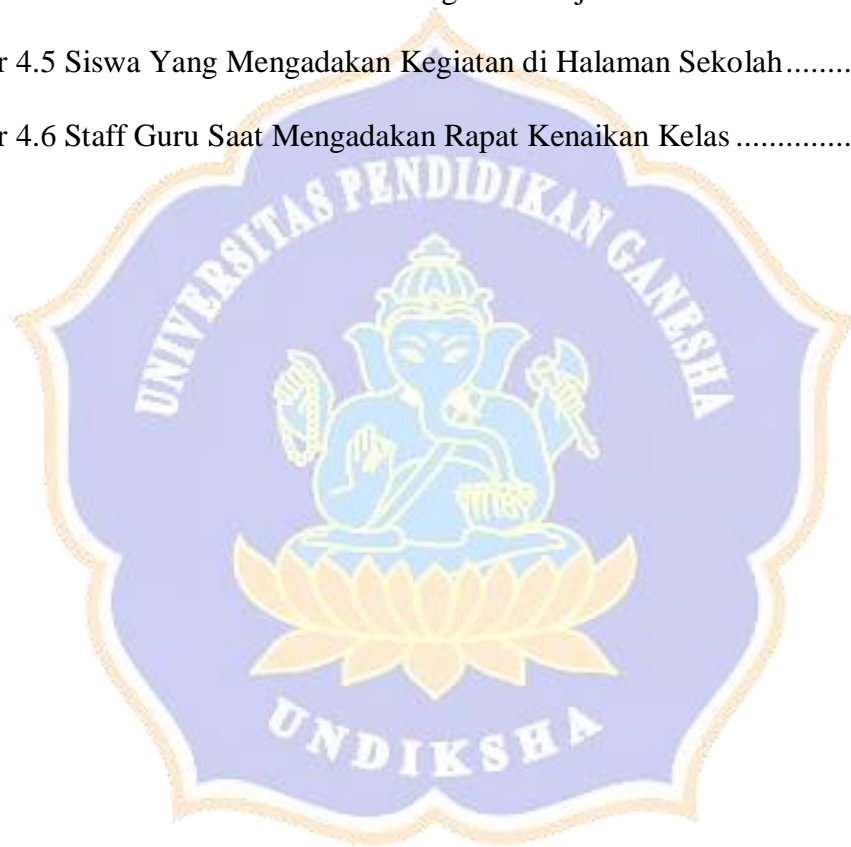 r 4.5 Siswa Yang Mengadakan Kegiatan di Halaman Sekolah........
r 4.6 Staff Guru Saat Mengadakan Rapat Kenaikan Kelas ..............
UNIVERSITAS PENDIDIKAN GANESHA
UNDIKSHA